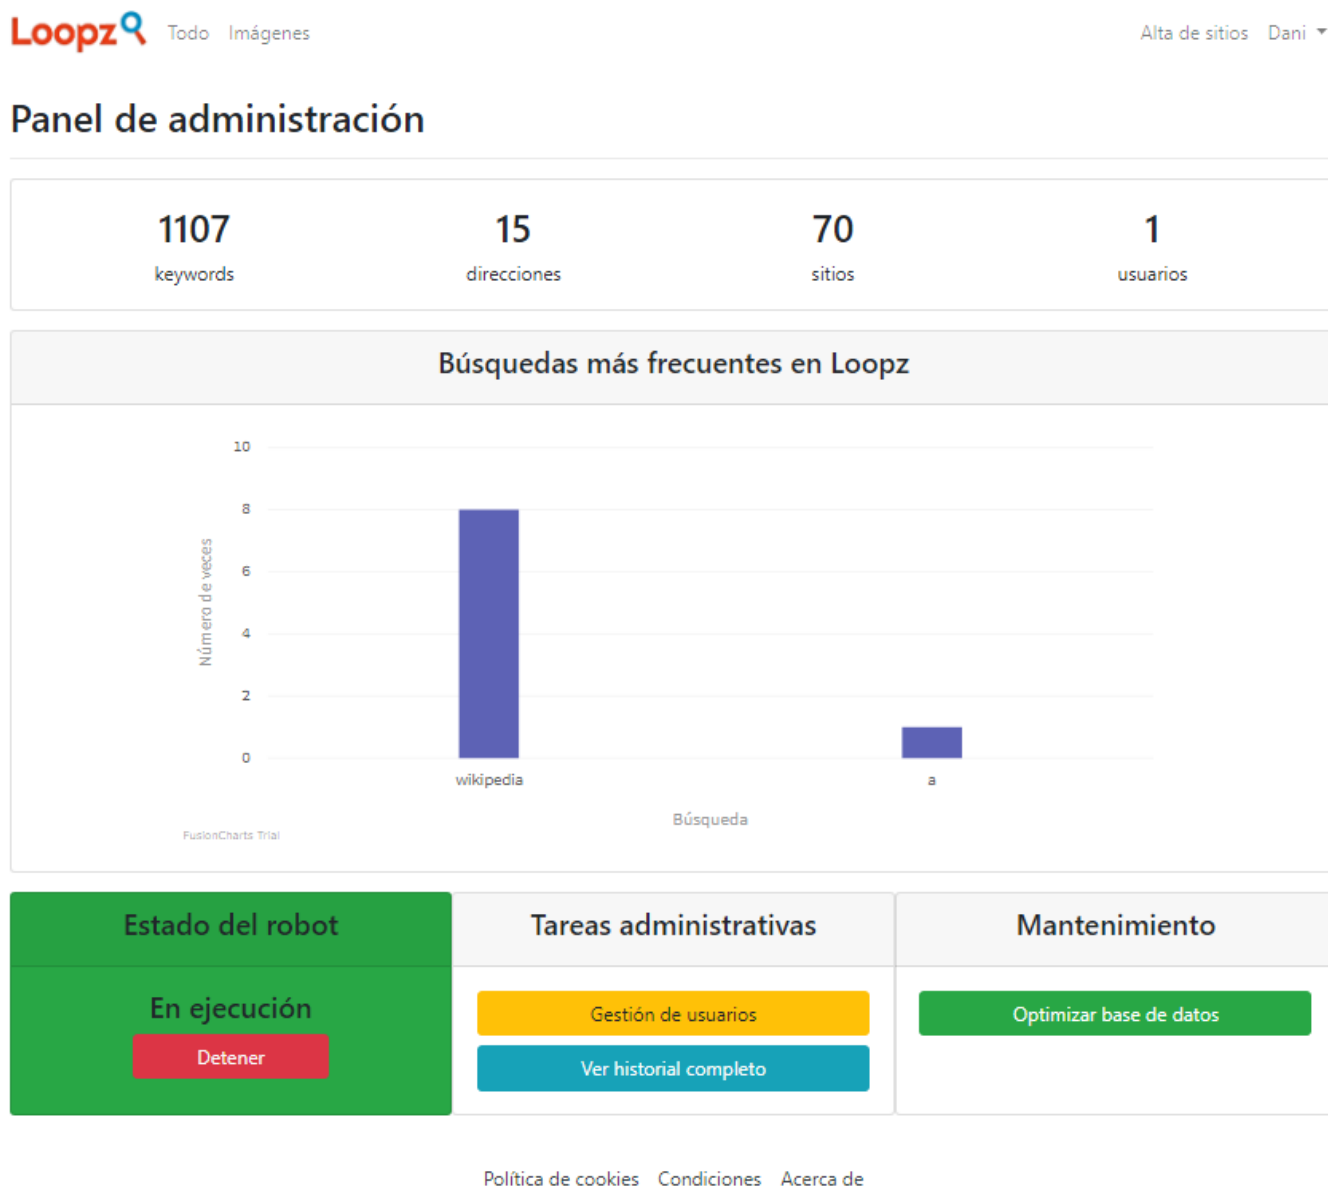 Loopz Todo Imágenes Alta de sitios Dani
Panel de administración
1107 15 70 1
keywords direcciones sitios usuarios
Búsquedas más frecuentes en Loopz
10
8
6
4
2
0
Número de veces
wikipedia a
Búsqueda
FusionCharts Trial
Estado del robot Tareas administrativas Mantenimiento
En ejecución Gestión de usuarios Optimizar base de datos
Detener Ver historial completo
Política de cookies Condiciones Acerca de